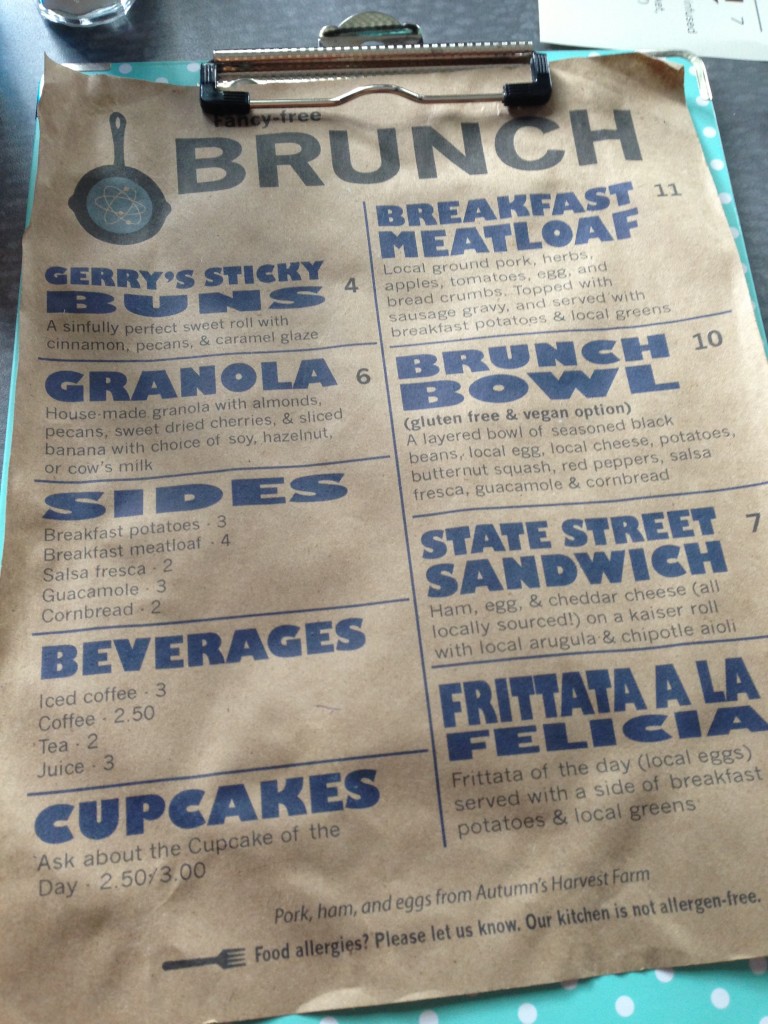 Fancy-free
BRUNCH
GERRY'S STICKY
BUNS 4
A sinfully perfect sweet roll with
cinnamon, pecans, & caramel glaze
GRANOLA 6
House-made granola with almonds,
pecans, sweet dried cherries, & sliced
banana with choice of soy, hazelnut,
or cow's milk
SIDES
Breakfast potatoes · 3
Breakfast meatloaf · 4
Salsa fresca · 2
Guacamole · 3
Cornbread · 2
BEVERAGES
Iced coffee · 3
Coffee · 2.50
Tea · 2
Juice · 3
CUPCAKES
Ask about the Cupcake of the
Day · 2.50/3.00
BREAKFAST 11
MEATLOAF
Local ground pork, herbs,
apples, tomatoes, egg, and
bread crumbs. Topped with
sausage gravy, and served with
breakfast potatoes & local greens
BRUNCH 10
BOWL
(gluten free & vegan option)
A layered bowl of seasoned black
beans, local egg, local cheese, potatoes,
butternut squash, red peppers, salsa
fresca, guacamole & cornbread
STATE STREET 7
SANDWICH
Ham, egg, & cheddar cheese (all
locally sourced!) on a kaiser roll
with local arugula & chipotle aioli
FRITTATA A LA
FELICIA
Frittata of the day (local eggs)
served with a side of breakfast
potatoes & local greens
Pork, ham, and eggs from Autumn's Harvest Farm
Food allergies? Please let us know. Our kitchen is not allergen-free.
7